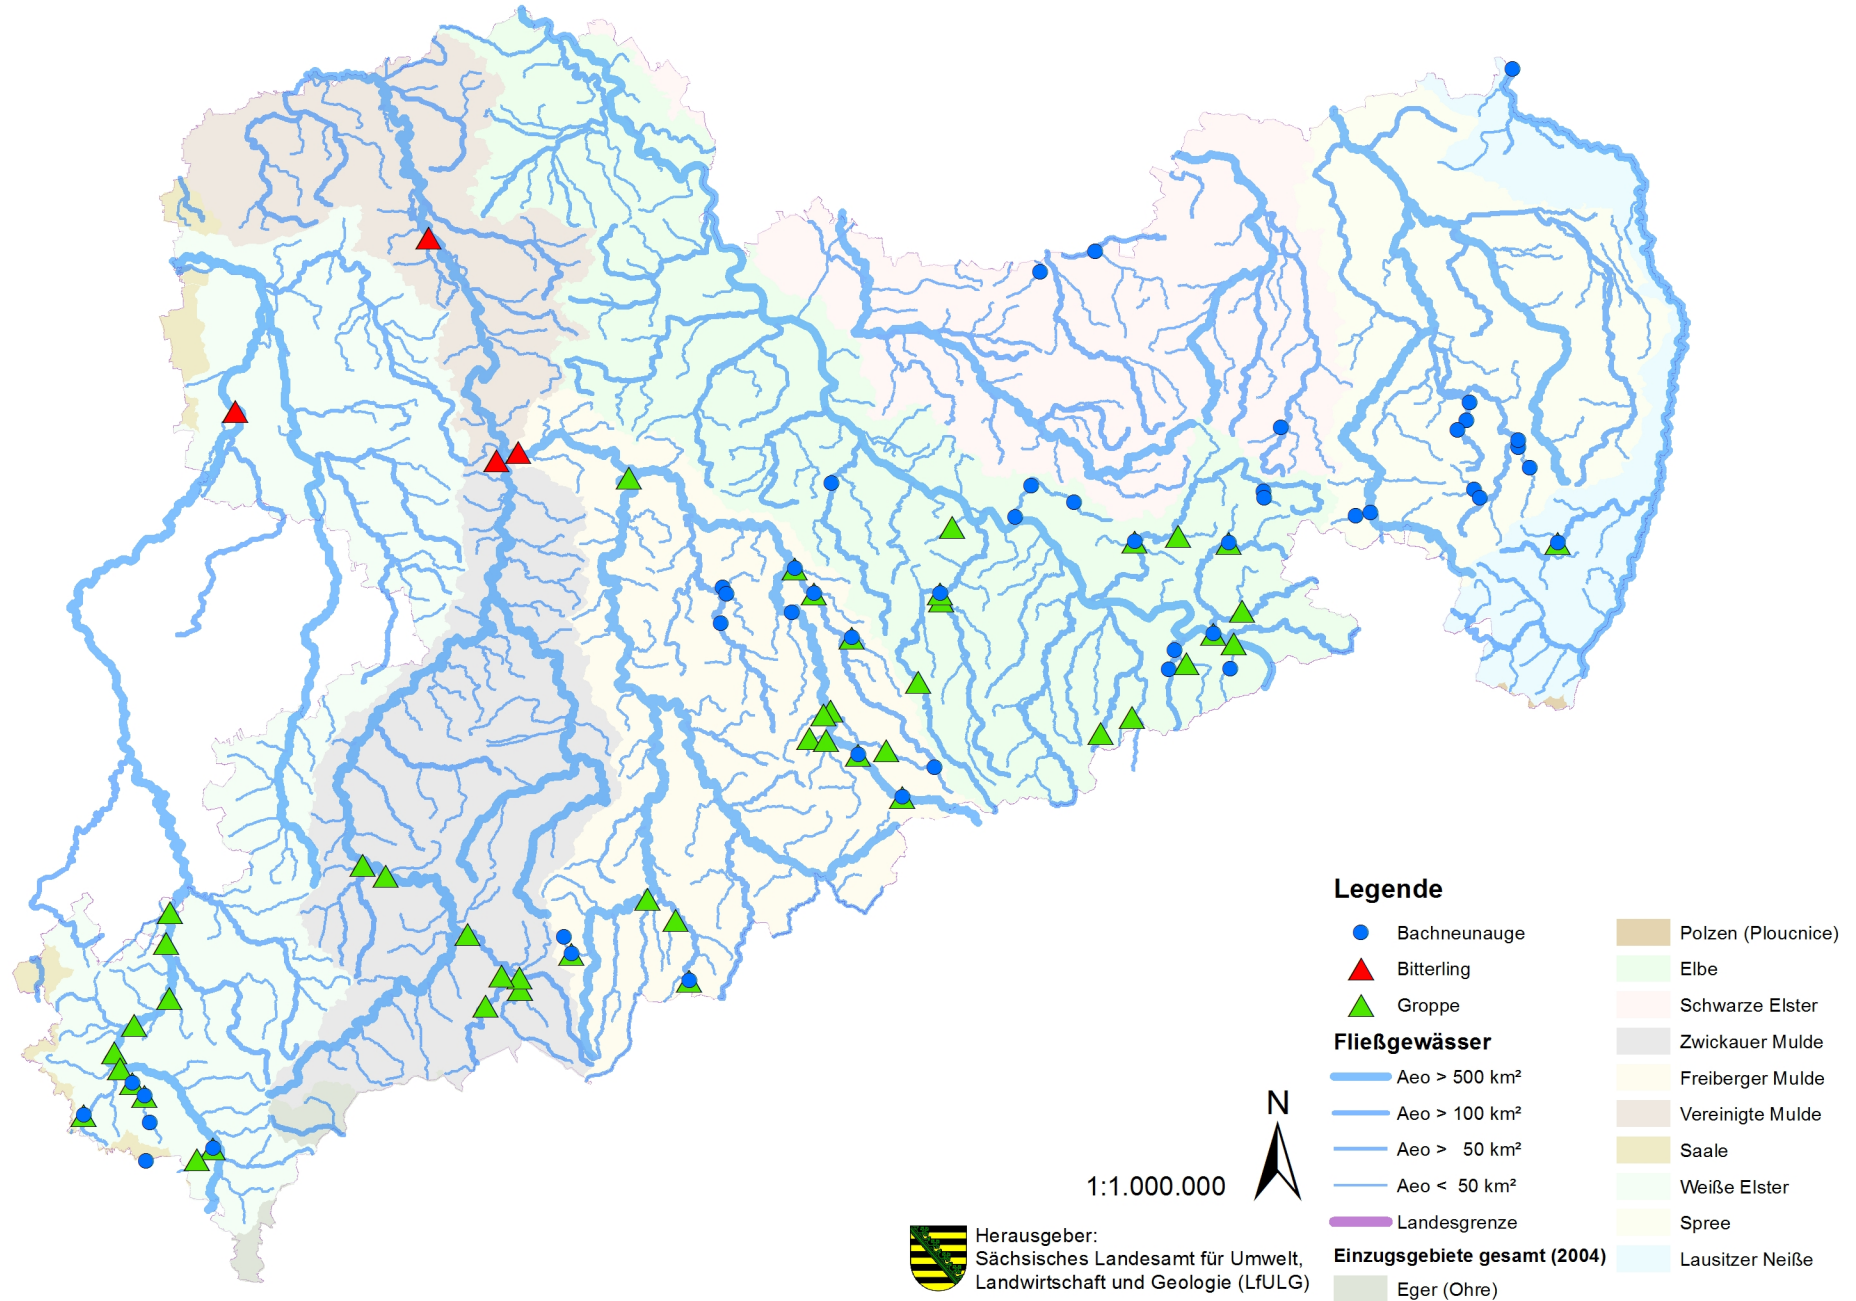 Legende
Bachneunauge
Bitterling
Groppe
Fließgewässer
Aeo > 500 km²
Aeo > 100 km²
Aeo > 50 km²
Aeo < 50 km²
Landesgrenze
Einzugsgebiete gesamt (2004)
Eger (Ohre)
Polzen (Ploucnice)
Elbe
Schwarze Elster
Zwickauer Mulde
Freiberger Mulde
Vereinigte Mulde
Saale
Weiße Elster
Spree
Lausitzer Neiße
N
1:1.000.000
Herausgeber:
Sächsisches Landesamt für Umwelt,
Landwirtschaft und Geologie (LfULG)